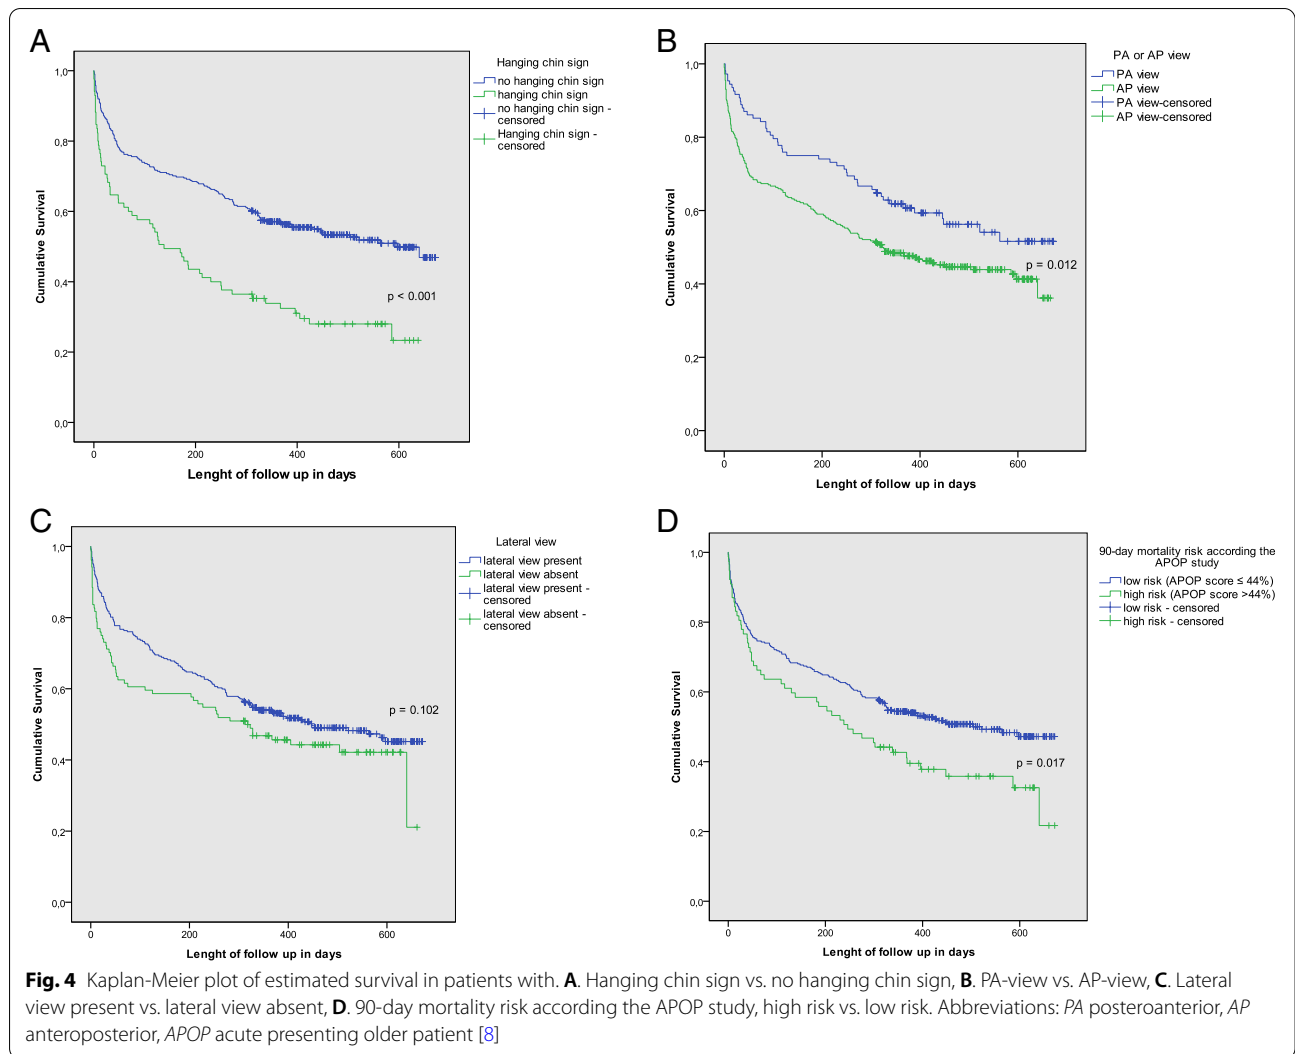 A
1,0
0,8
0,6
0,4
0,2
0,0
Cumulative Survival
0 200 400 600
Lenght of follow up in days
p < 0.001
Hanging chin sign
no hanging chin sign
hanging chin sign
no hanging chin sign -
censored
Hanging chin sign -
censored
B
1,0
0,8
0,6
0,4
0,2
0,0
Cumulative Survival
0 200 400 600
Lenght of follow up in days
p = 0.012
PA or AP view
PA view
AP view
PA view-censored
AP view-censored
C
1,0
0,8
0,6
0,4
0,2
0,0
Cumulative Survival
0 200 400 600
Lenght of follow up in days
p = 0.102
Lateral view
lateral view present
lateral view absent
lateral view present -
censored
lateral view absent -
censored
D
1,0
0,8
0,6
0,4
0,2
0,0
Cumulative Survival
0 200 400 600
Lenght of follow up in days
p = 0.017
90-day mortality risk according the
APOP study
low risk (APOP score ≤ 44%)
high risk (APOP score >44%)
low risk - censored
high risk - censored
Fig. 4 Kaplan-Meier plot of estimated survival in patients with. A. Hanging chin sign vs. no hanging chin sign, B. PA-view vs. AP-view, C. Lateral
view present vs. lateral view absent, D. 90-day mortality risk according the APOP study, high risk vs. low risk. Abbreviations: PA posteroanterior, AP
anteroposterior, APOP acute presenting older patient [8]